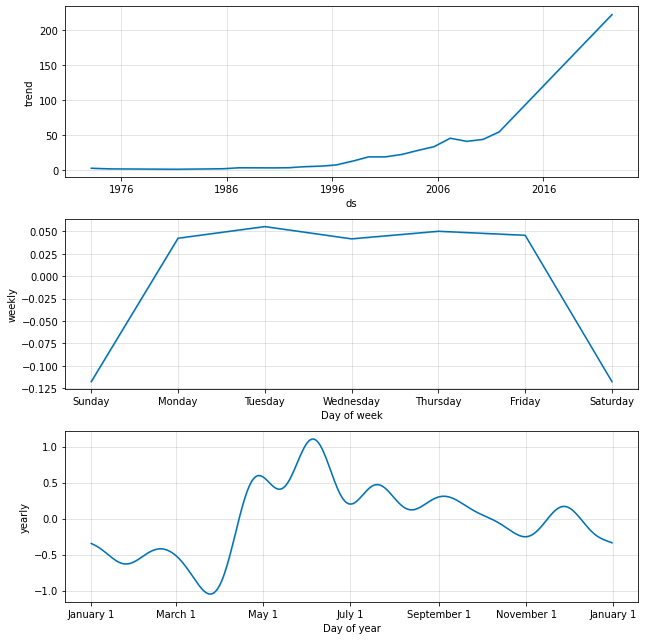 200
150
100
50
0
trend
1976 1986 1996 2006 2016
ds
0.050
0.025
0.000
−0.025
−0.050
−0.075
−0.100
−0.125
weekly
Sunday Monday Tuesday Wednesday Thursday Friday Saturday
Day of week
1.0
0.5
0.0
−0.5
−1.0
yearly
January 1 March 1 May 1 July 1 September 1 November 1 January 1
Day of year